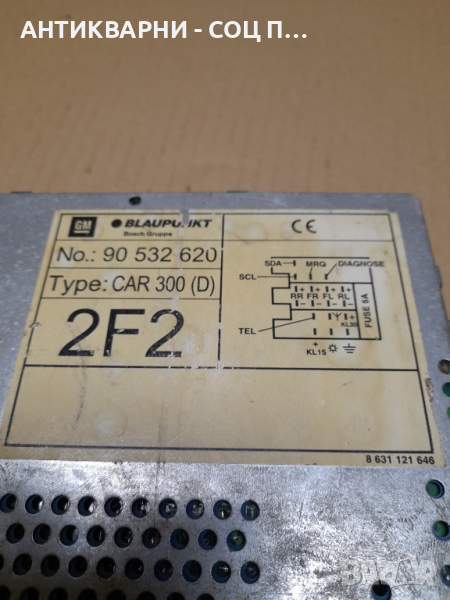 АНТИКВАРНИ - СОЦ П...
GM BLAUPUNKT
Bosch Gruppe
No.: 90 532 620
Type: CAR 300 (D)
2F2
CE
SDA MRQ DIAGNOSE
SCL
+ + + +
RR FR FL RL
- - - -
FUSE 5A
TEL
+
KL30
+
KL15
8 631 121 646
bazar